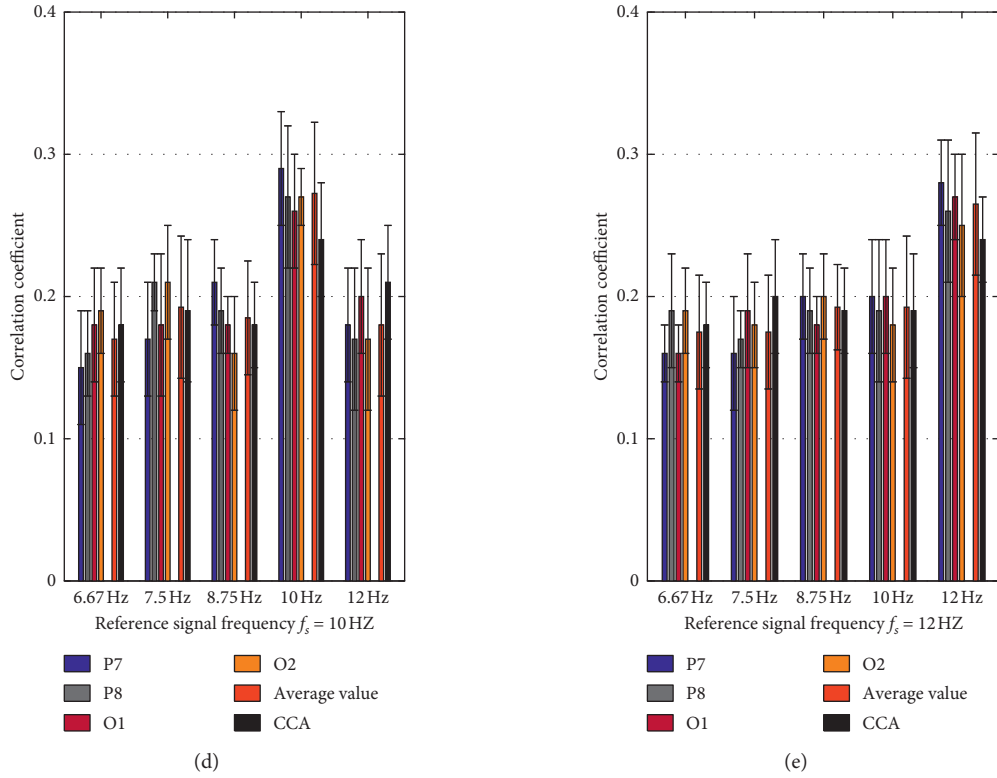 0.4
0.3
0.2
0.1
0
Correlation coefficient
6.67 Hz 7.5 Hz 8.75 Hz 10 Hz 12 Hz
Reference signal frequency fs = 10 HZ
P7
P8
O1
O2
Average value
CCA
(d)
0.4
0.3
0.2
0.1
0
Correlation coefficient
6.67 Hz 7.5 Hz 8.75 Hz 10 Hz 12 Hz
Reference signal frequency fs = 12 HZ
P7
P8
O1
O2
Average value
CCA
(e)